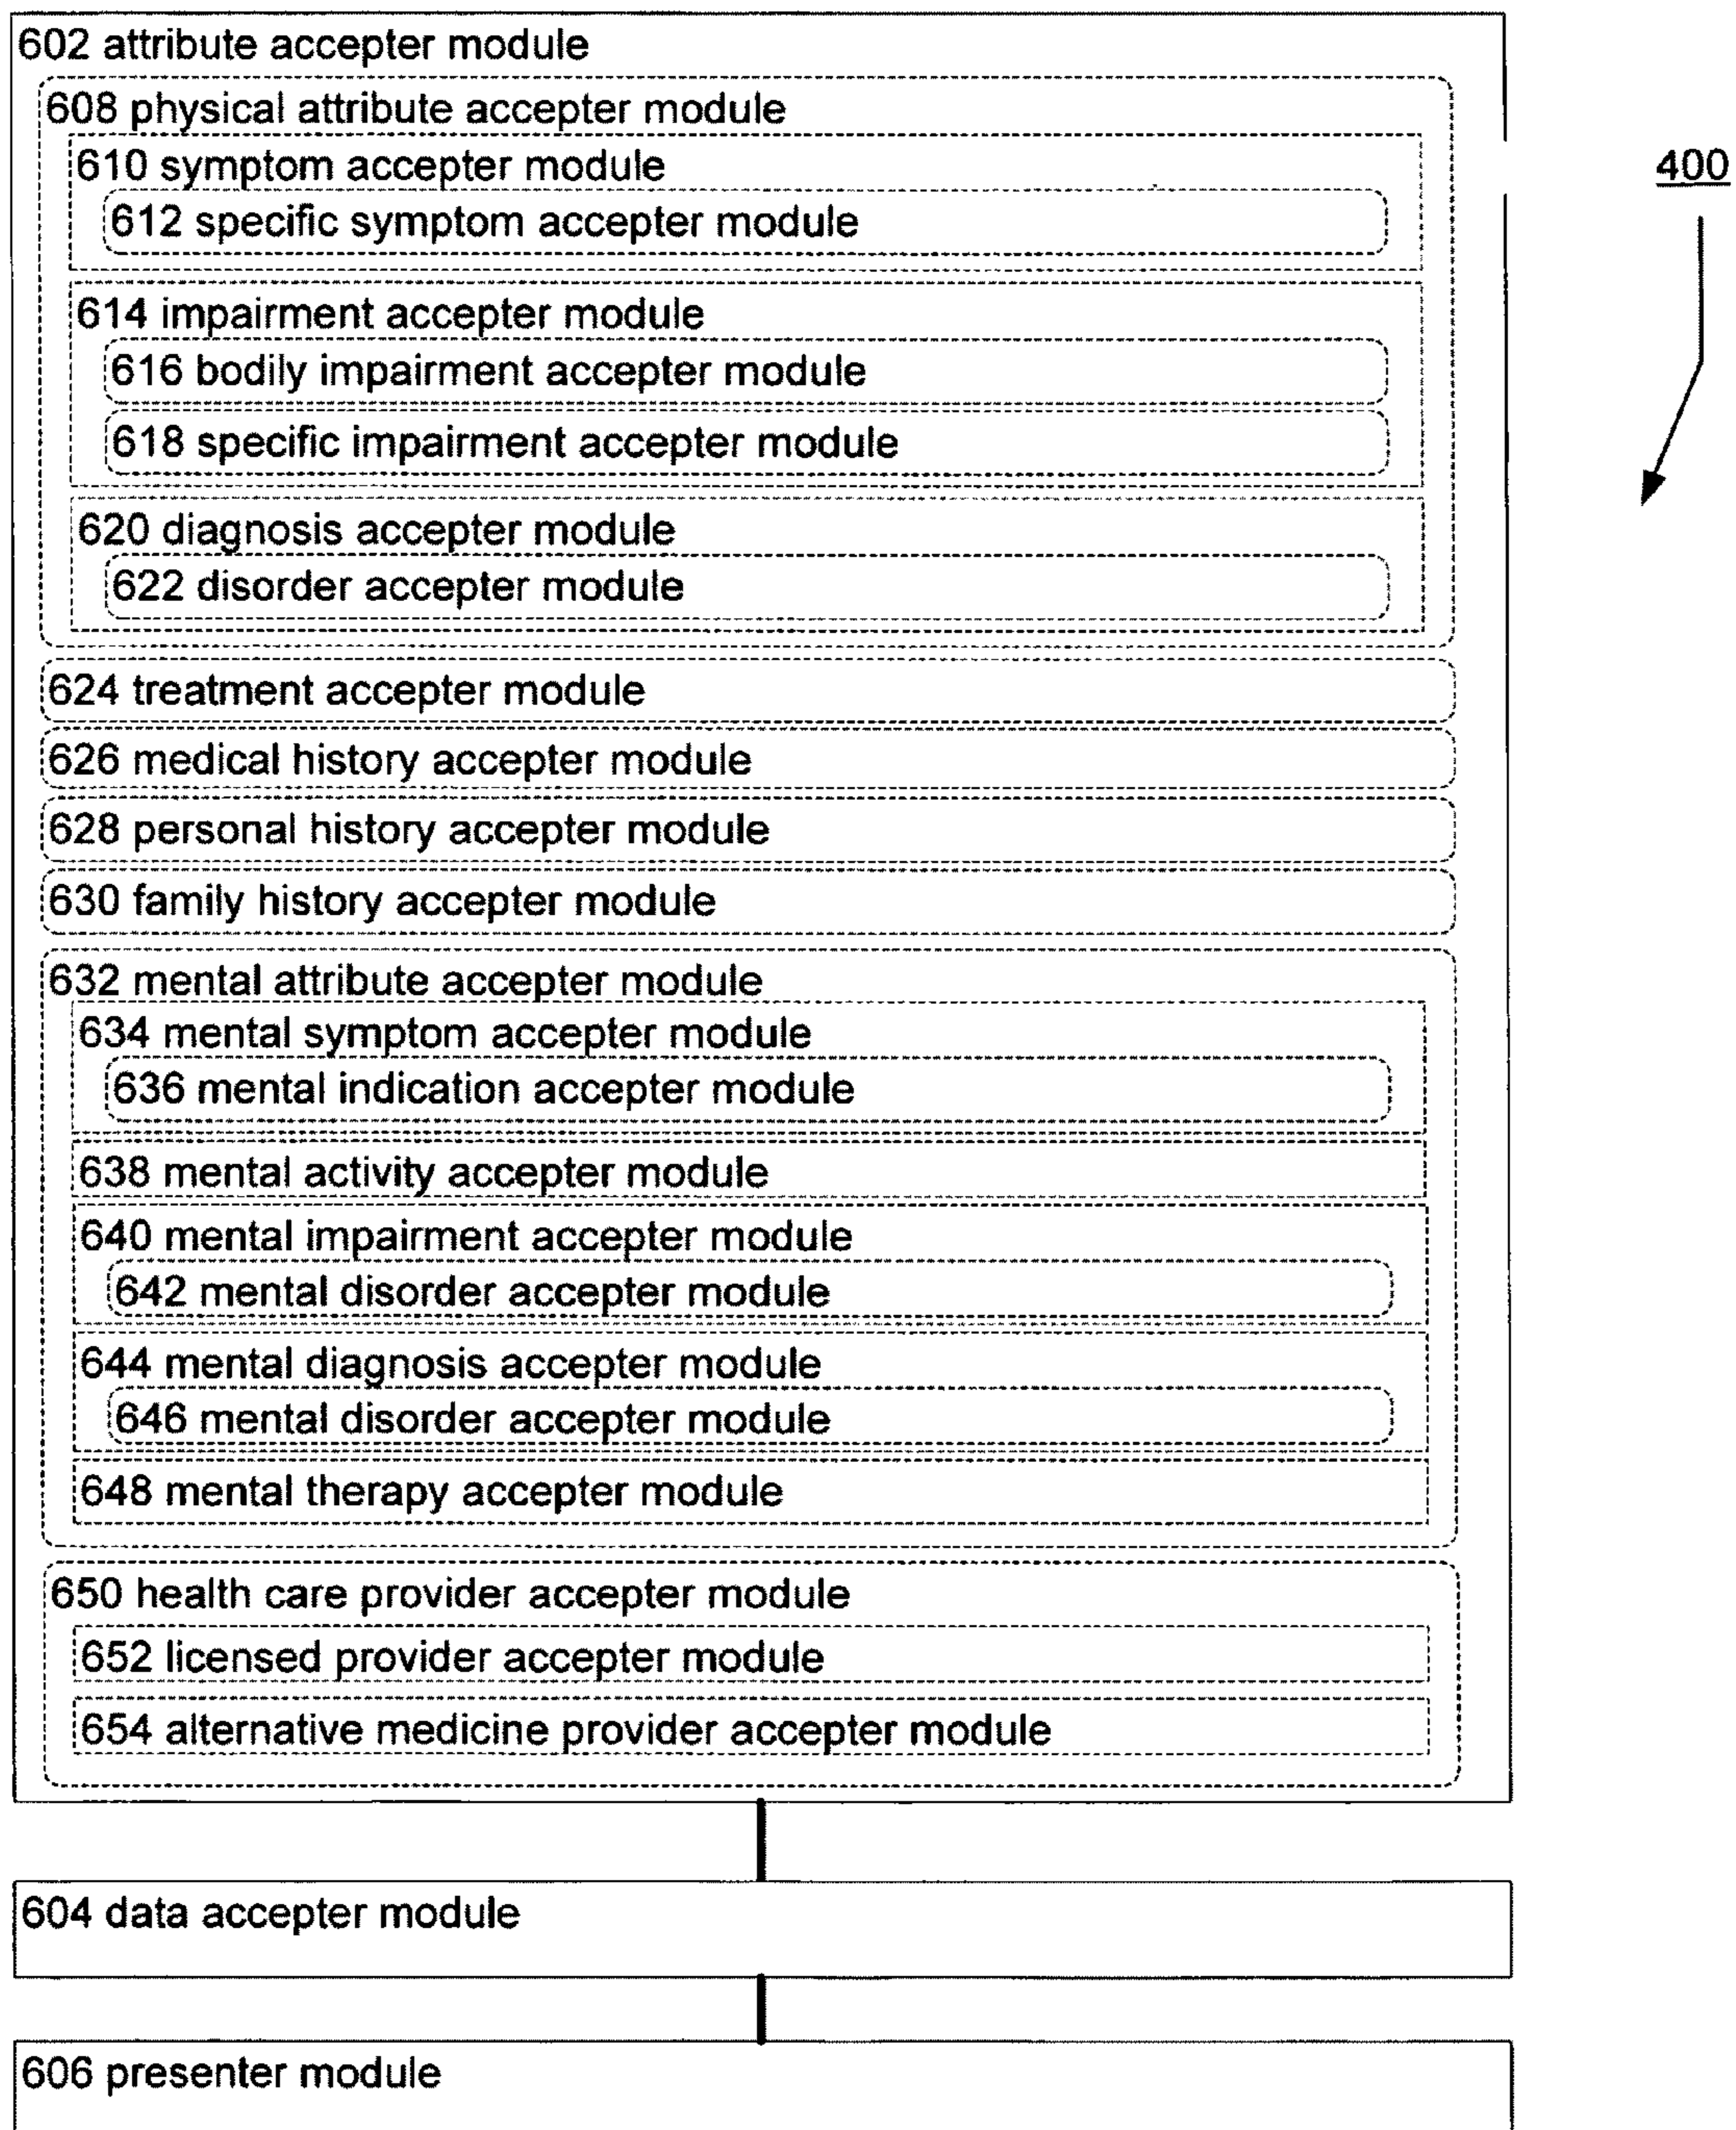 602 attribute accepter module
608 physical attribute accepter module
610 symptom accepter module
400
612 specific symptom accepter module
614 impairment accepter module
616 bodily impairment accepter module
618 specific impairment accepter module
620 diagnosis accepter module
622 disorder accepter module
624 treatment accepter module
626 medical history accepter module
628 personal history accepter module
630 family history accepter module
632 mental attribute accepter module
634 mental symptom accepter module
636 mental indication accepter module
638 mental activity accepter module
640 mental impairment accepter module
642 mental disorder accepter module
644 mental diagnosis accepter module
646 mental disorder accepter module
648 mental therapy accepter module
650 health care provider accepter module
652 licensed provider accepter module
654 alternative medicine provider accepter module
604 data accepter module
606 presenter module